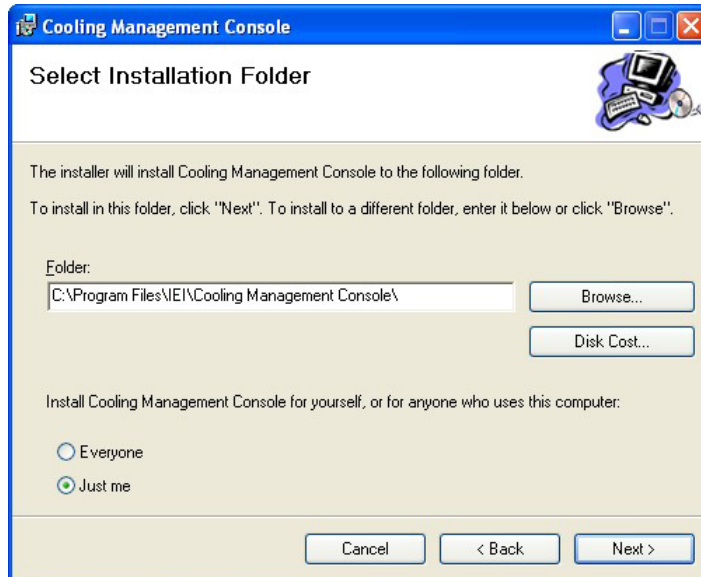 Cooling Management Console
Select Installation Folder
The installer will install Cooling Management Console to the following folder.
To install in this folder, click "Next". To install to a different folder, enter it below or click "Browse".
Folder:
C:\Program Files\IEI\Cooling Management Console\
Browse...
Disk Cost...
Install Cooling Management Console for yourself, or for anyone who uses this computer:
Everyone
Just me
Cancel
< Back
Next >